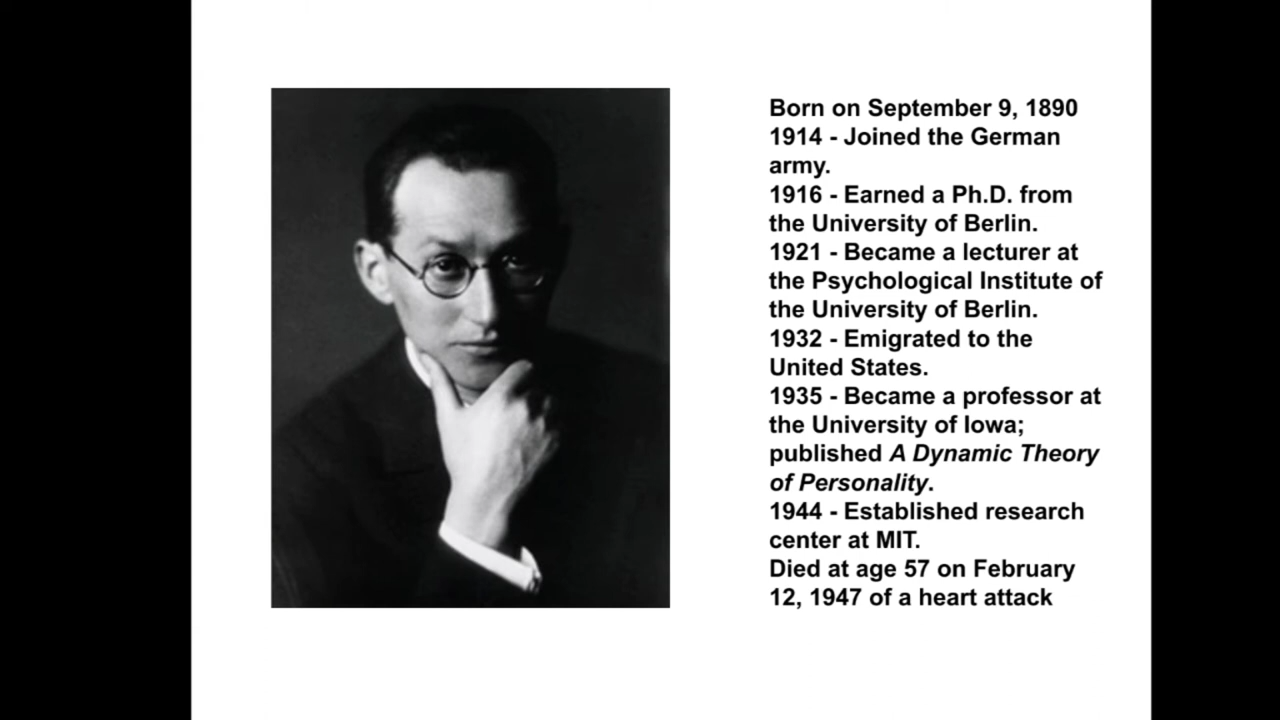 Born on September 9, 1890
1914 - Joined the German
army.
1916 - Earned a Ph.D. from
the University of Berlin.
1921 - Became a lecturer at
the Psychological Institute of
the University of Berlin.
1932 - Emigrated to the
United States.
1935 - Became a professor at
the University of Iowa;
published A Dynamic Theory
of Personality.
1944 - Established research
center at MIT.
Died at age 57 on February
12, 1947 of a heart attack